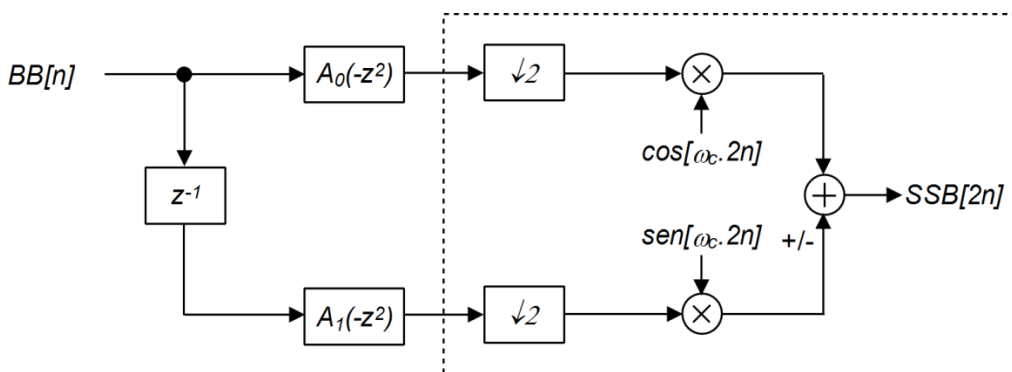 BB[n]
A0(-z2)
↓2
×
cos[ωc.2n]
z-1
+
SSB[2n]
sen[ωc.2n]
+/-
A1(-z2)
↓2
×